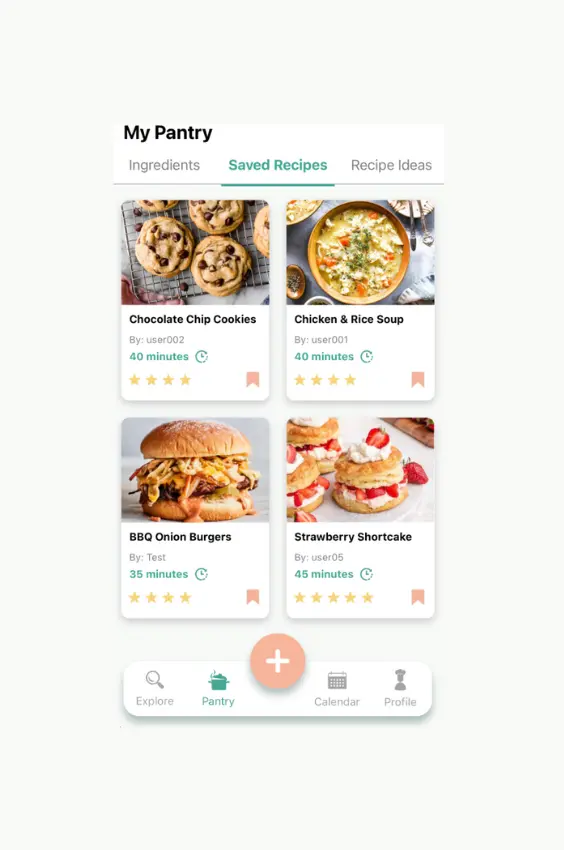 My Pantry
Ingredients
Saved Recipes
Recipe Ideas
Chocolate Chip Cookies
By: user002
40 minutes
Chicken & Rice Soup
By: user001
40 minutes
BBQ Onion Burgers
By: Test
35 minutes
Strawberry Shortcake
By: user05
45 minutes
Explore
Pantry
Calendar
Profile